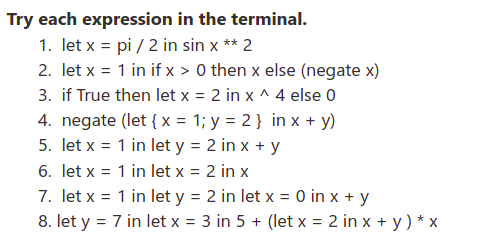 Try each expression in the terminal.
1. let x = pi / 2 in sin x ** 2
2. let x = 1 in if x > 0 then x else (negate x)
3. if True then let x = 2 in x ^ 4 else 0
4. negate (let { x = 1; y = 2 }  in x + y)
5. let x = 1 in let y = 2 in x + y
6. let x = 1 in let x = 2 in x
7. let x = 1 in let y = 2 in let x = 0 in x + y
8. let y = 7 in let x = 3 in 5 + (let x = 2 in x + y ) * x